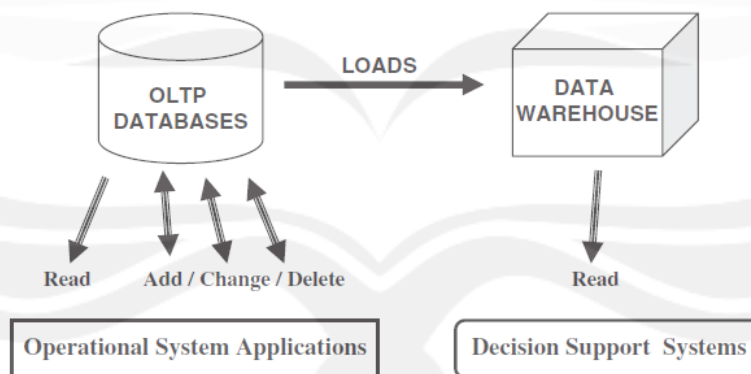 OLTP
DATABASES
LOADS
DATA
WAREHOUSE
Read
Add / Change / Delete
Read
Operational System Applications
Decision Support Systems